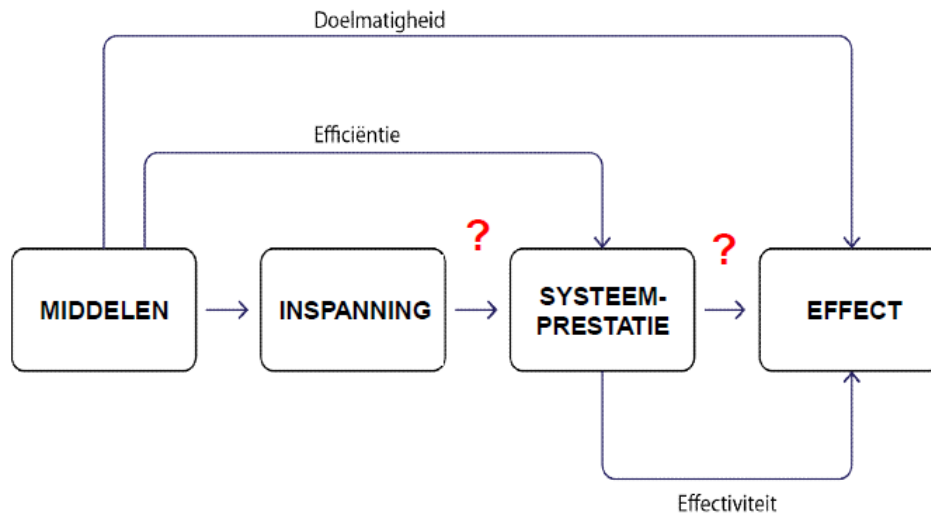 Doelmatigheid
Efficiëntie
?
?
MIDDELEN
INSPANNING
SYSTEEM-
PRESTATIE
EFFECT
Effectiviteit